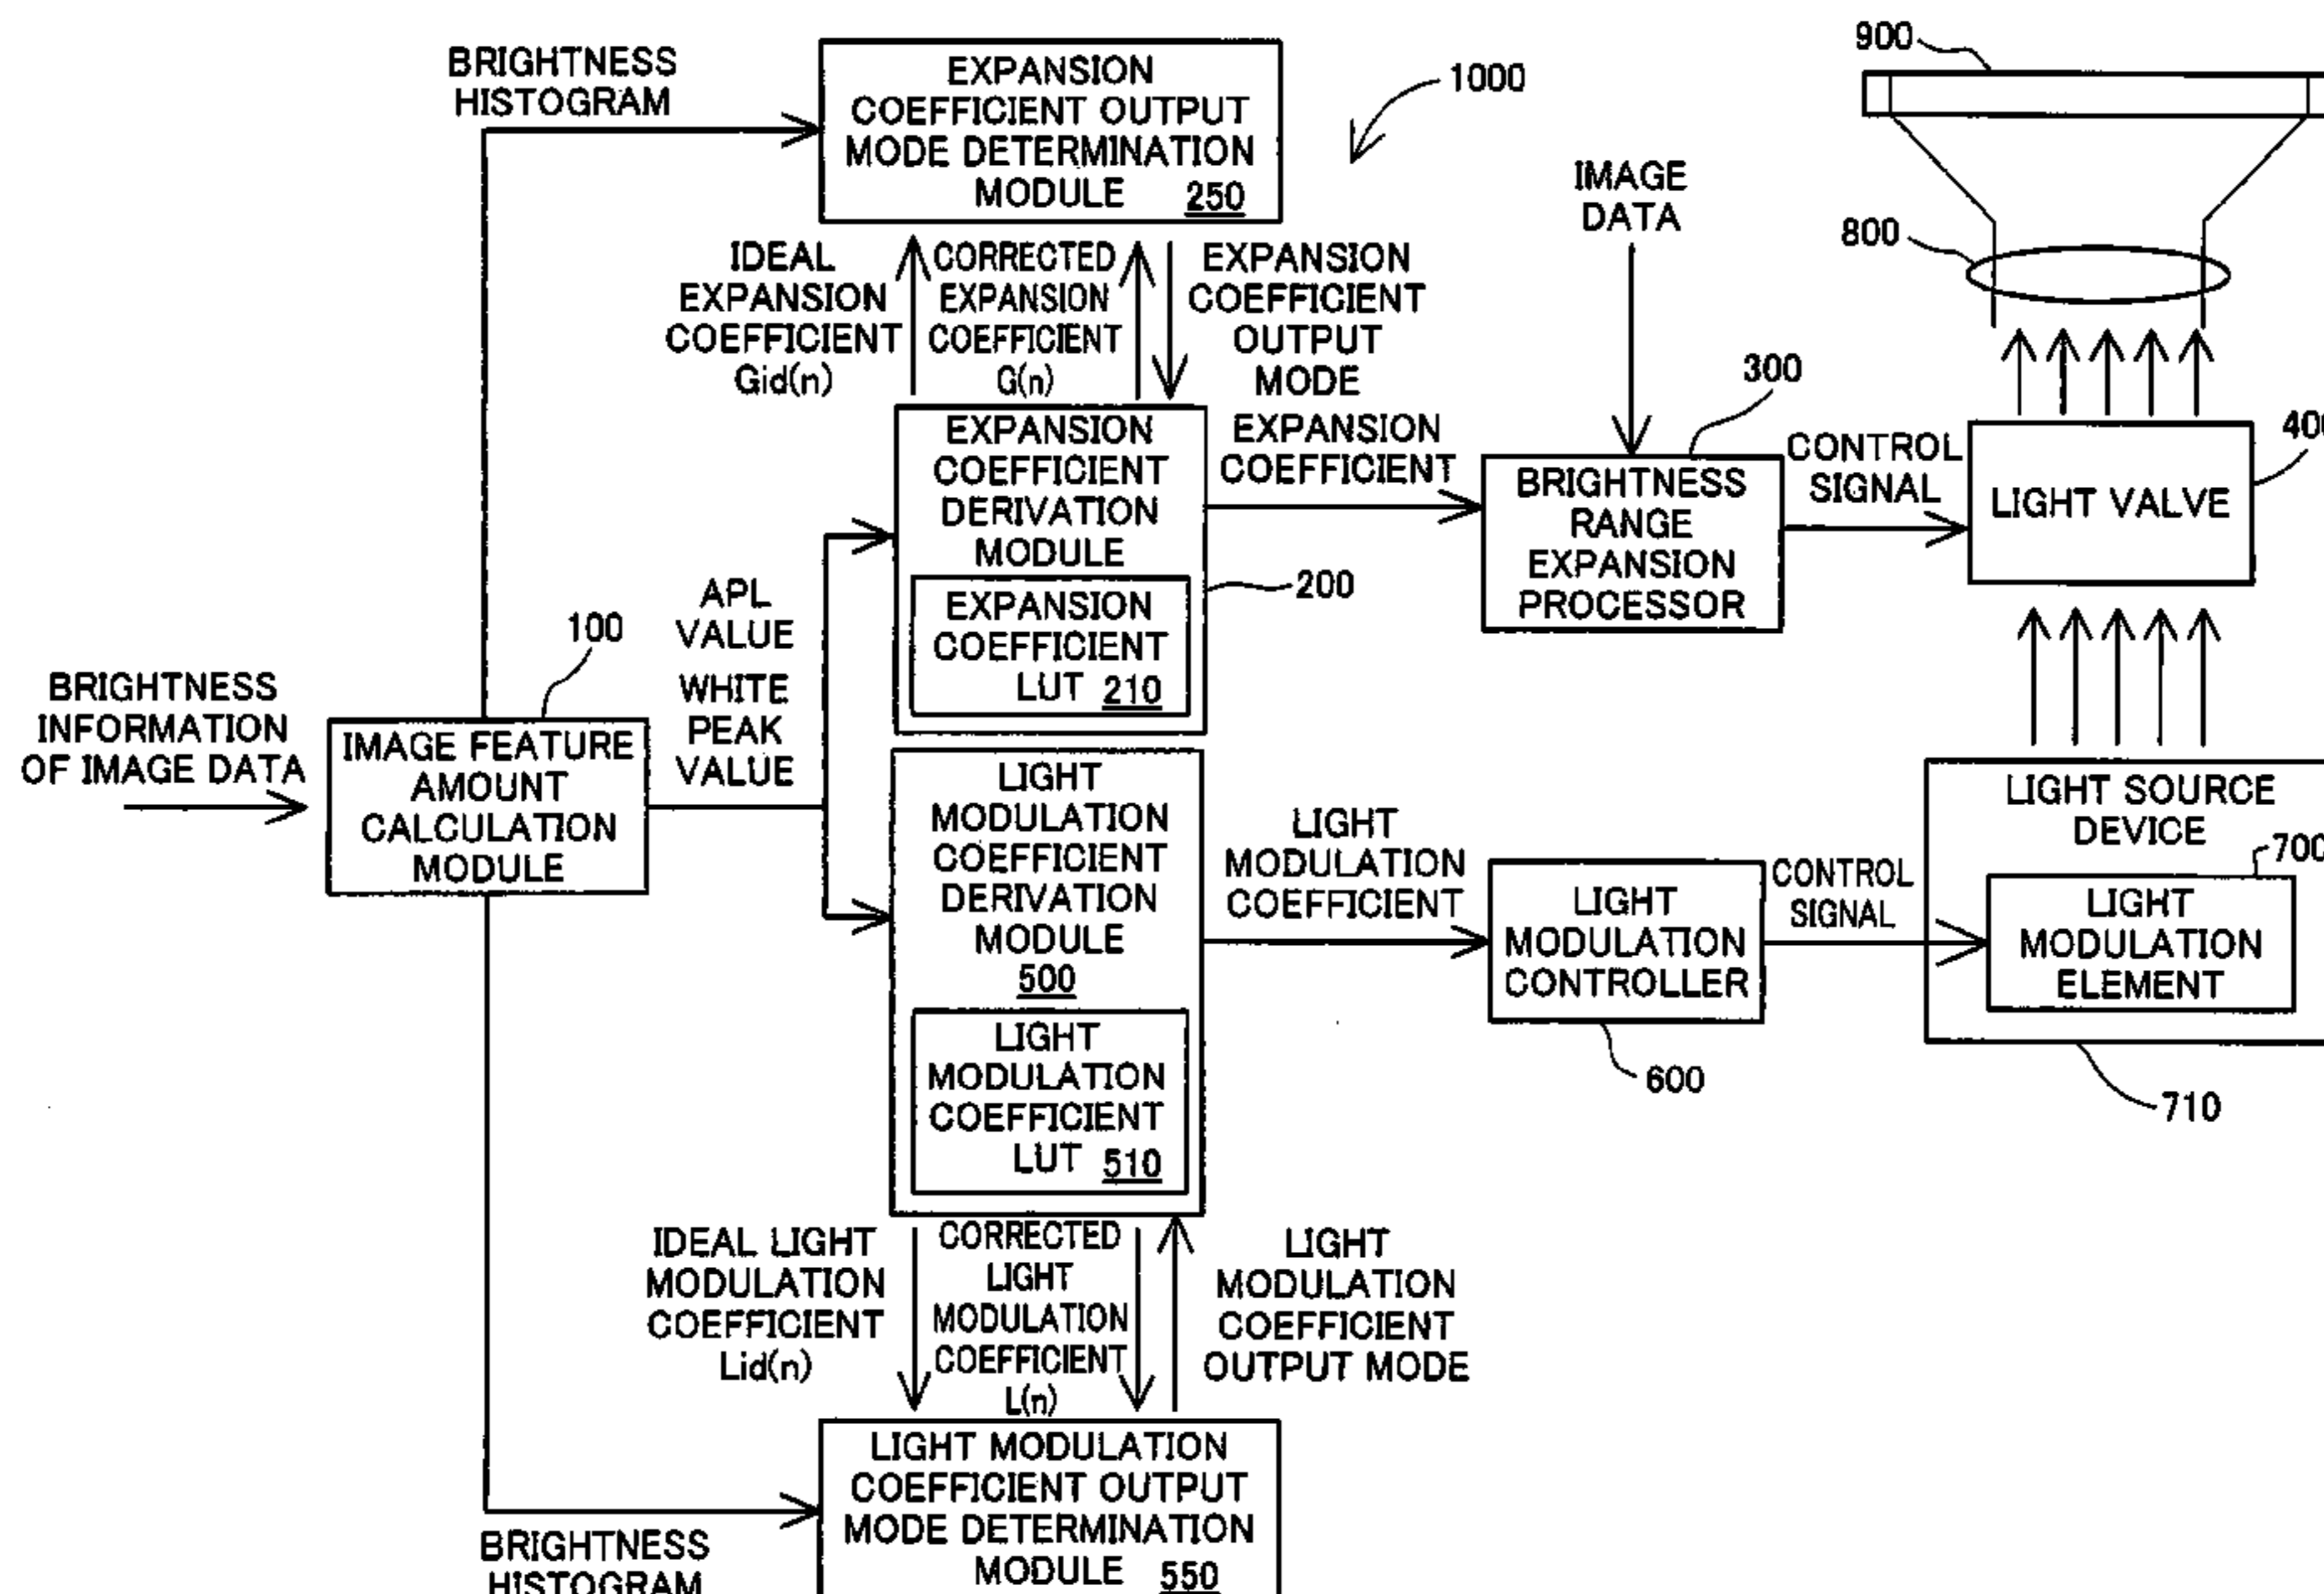 BRIGHTNESS
HISTOGRAM
EXPANSION
COEFFICIENT OUTPUT
MODE DETERMINATION
MODULE 250
1000
900
IMAGE
DATA
800
IDEAL
EXPANSION
COEFFICIENT
Gid(n)
CORRECTED
EXPANSION
COEFFICIENT
G(n)
EXPANSION
COEFFICIENT
OUTPUT
MODE
300
EXPANSION
COEFFICIENT
DERIVATION
MODULE
EXPANSION
COEFFICIENT
LUT 210
200
EXPANSION
COEFFICIENT
BRIGHTNESS
RANGE
EXPANSION
PROCESSOR
CONTROL
SIGNAL
LIGHT VALVE
APL
VALUE
WHITE
PEAK
VALUE
100
BRIGHTNESS
INFORMATION
OF IMAGE DATA
IMAGE FEATURE
AMOUNT
CALCULATION
MODULE
LIGHT
MODULATION
COEFFICIENT
DERIVATION
MODULE
500
LIGHT
MODULATION
COEFFICIENT
LUT 510
LIGHT
MODULATION
COEFFICIENT
LIGHT
MODULATION
CONTROLLER
600
CONTROL
SIGNAL
LIGHT SOURCE
DEVICE
LIGHT
MODULATION
ELEMENT
710
IDEAL LIGHT
MODULATION
COEFFICIENT
Lid(n)
CORRECTED
LIGHT
MODULATION
COEFFICIENT
L(n)
LIGHT
MODULATION
COEFFICIENT
OUTPUT MODE
BRIGHTNESS
HISTOGRAM
LIGHT MODULATION
COEFFICIENT OUTPUT
MODE DETERMINATION
MODULE 550